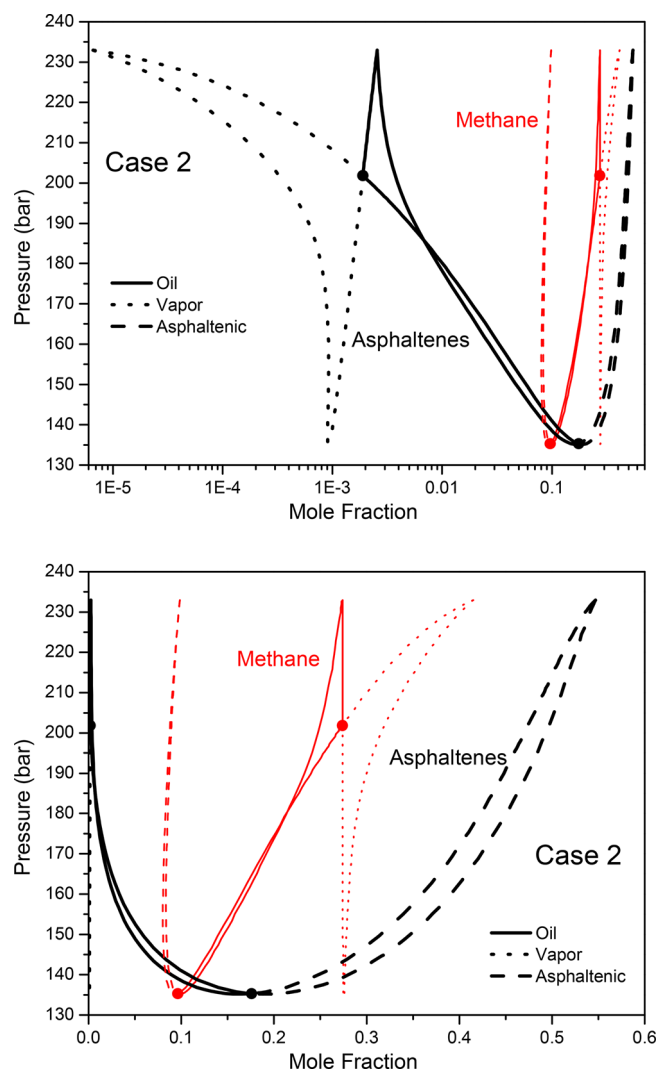 240
230
220
210
200
190
180
170
160
150
140
130
Pressure (bar)
Methane
Case 2
Oil
Vapor
Asphaltenic
Asphaltenes
1E-5 1E-4 1E-3 0.01 0.1
Mole Fraction
240
230
220
210
200
190
180
170
160
150
140
130
Pressure (bar)
Methane
Asphaltenes
Case 2
Oil
Vapor
Asphaltenic
0.0 0.1 0.2 0.3 0.4 0.5 0.6
Mole Fraction